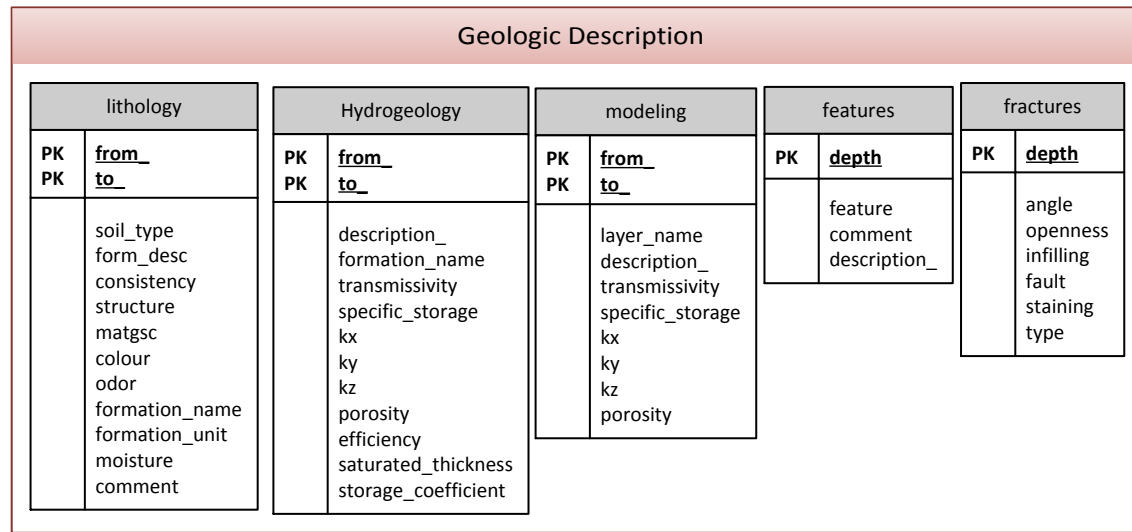 Geologic Description
lithology
PK from_
PK to_
soil_type
form_desc
consistency
structure
matgsc
colour
odor
formation_name
formation_unit
moisture
comment
Hydrogeology
PK from_
PK to_
description_
formation_name
transmissivity
specific_storage
kx
ky
kz
porosity
efficiency
saturated_thickness
storage_coefficient
modeling
PK from_
PK to_
layer_name
description_
transmissivity
specific_storage
kx
ky
kz
porosity
features
PK depth
feature
comment
description_
fractures
PK depth
angle
openness
infilling
fault
staining
type